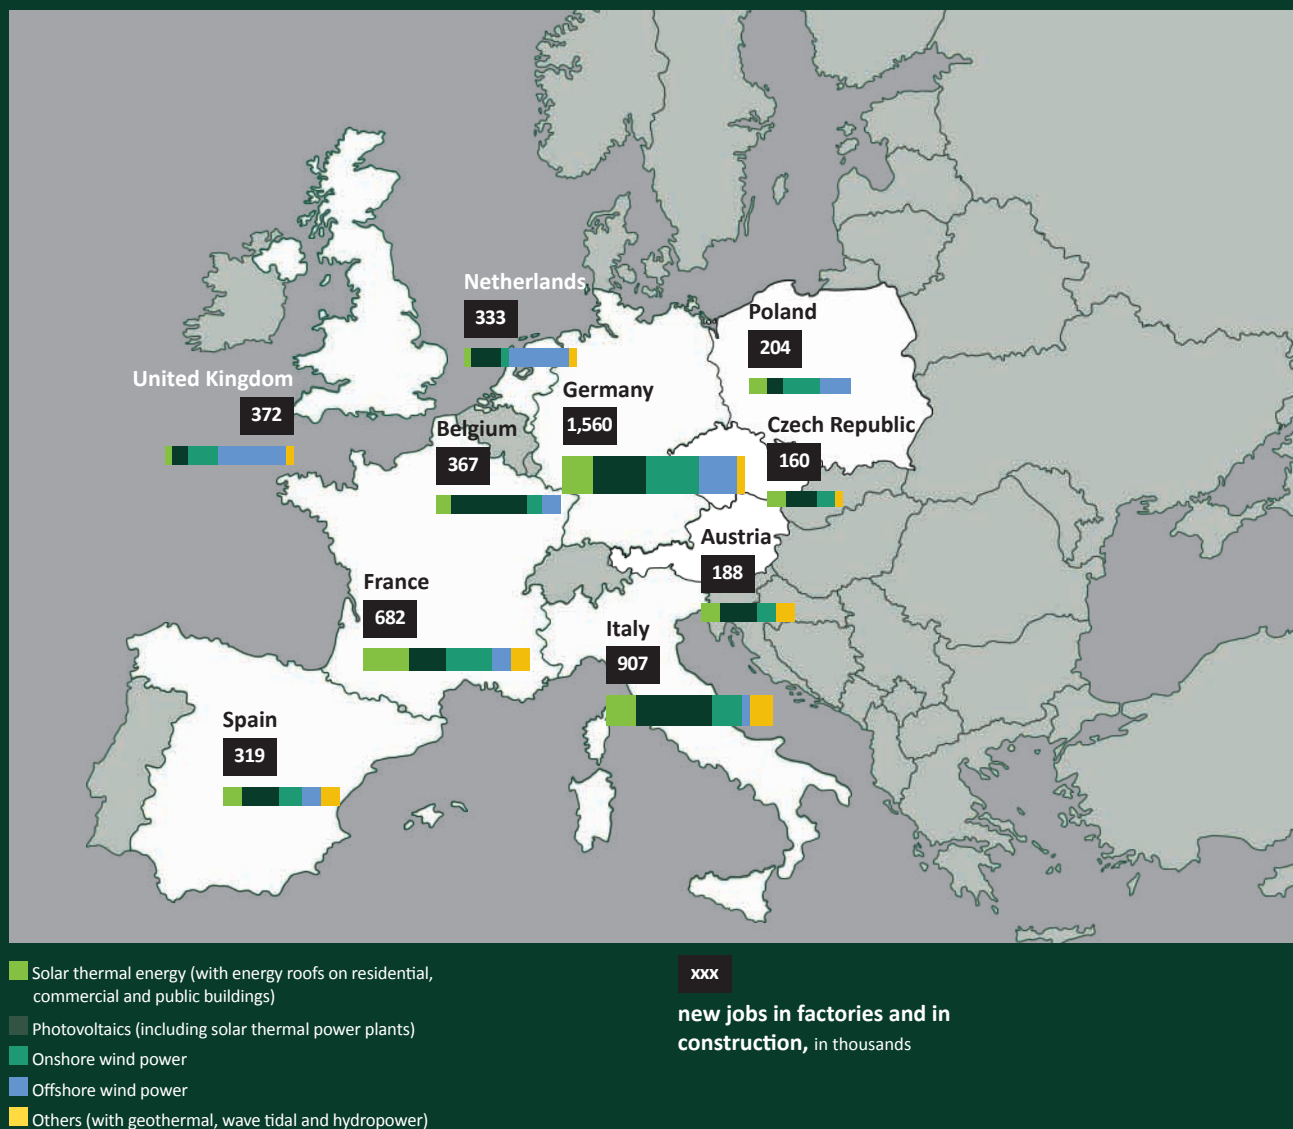 Netherlands
333
Poland
204
United Kingdom
372
Germany
1,560
Belgium
367
Czech Republic
160
Austria
188
France
682
Italy
907
Spain
319
Solar thermal energy (with energy roofs on residential,
commercial and public buildings)
Photovoltaics (including solar thermal power plants)
Onshore wind power
Offshore wind power
Others (with geothermal, wave tidal and hydropower)
xxx
new jobs in factories and in
construction, in thousands